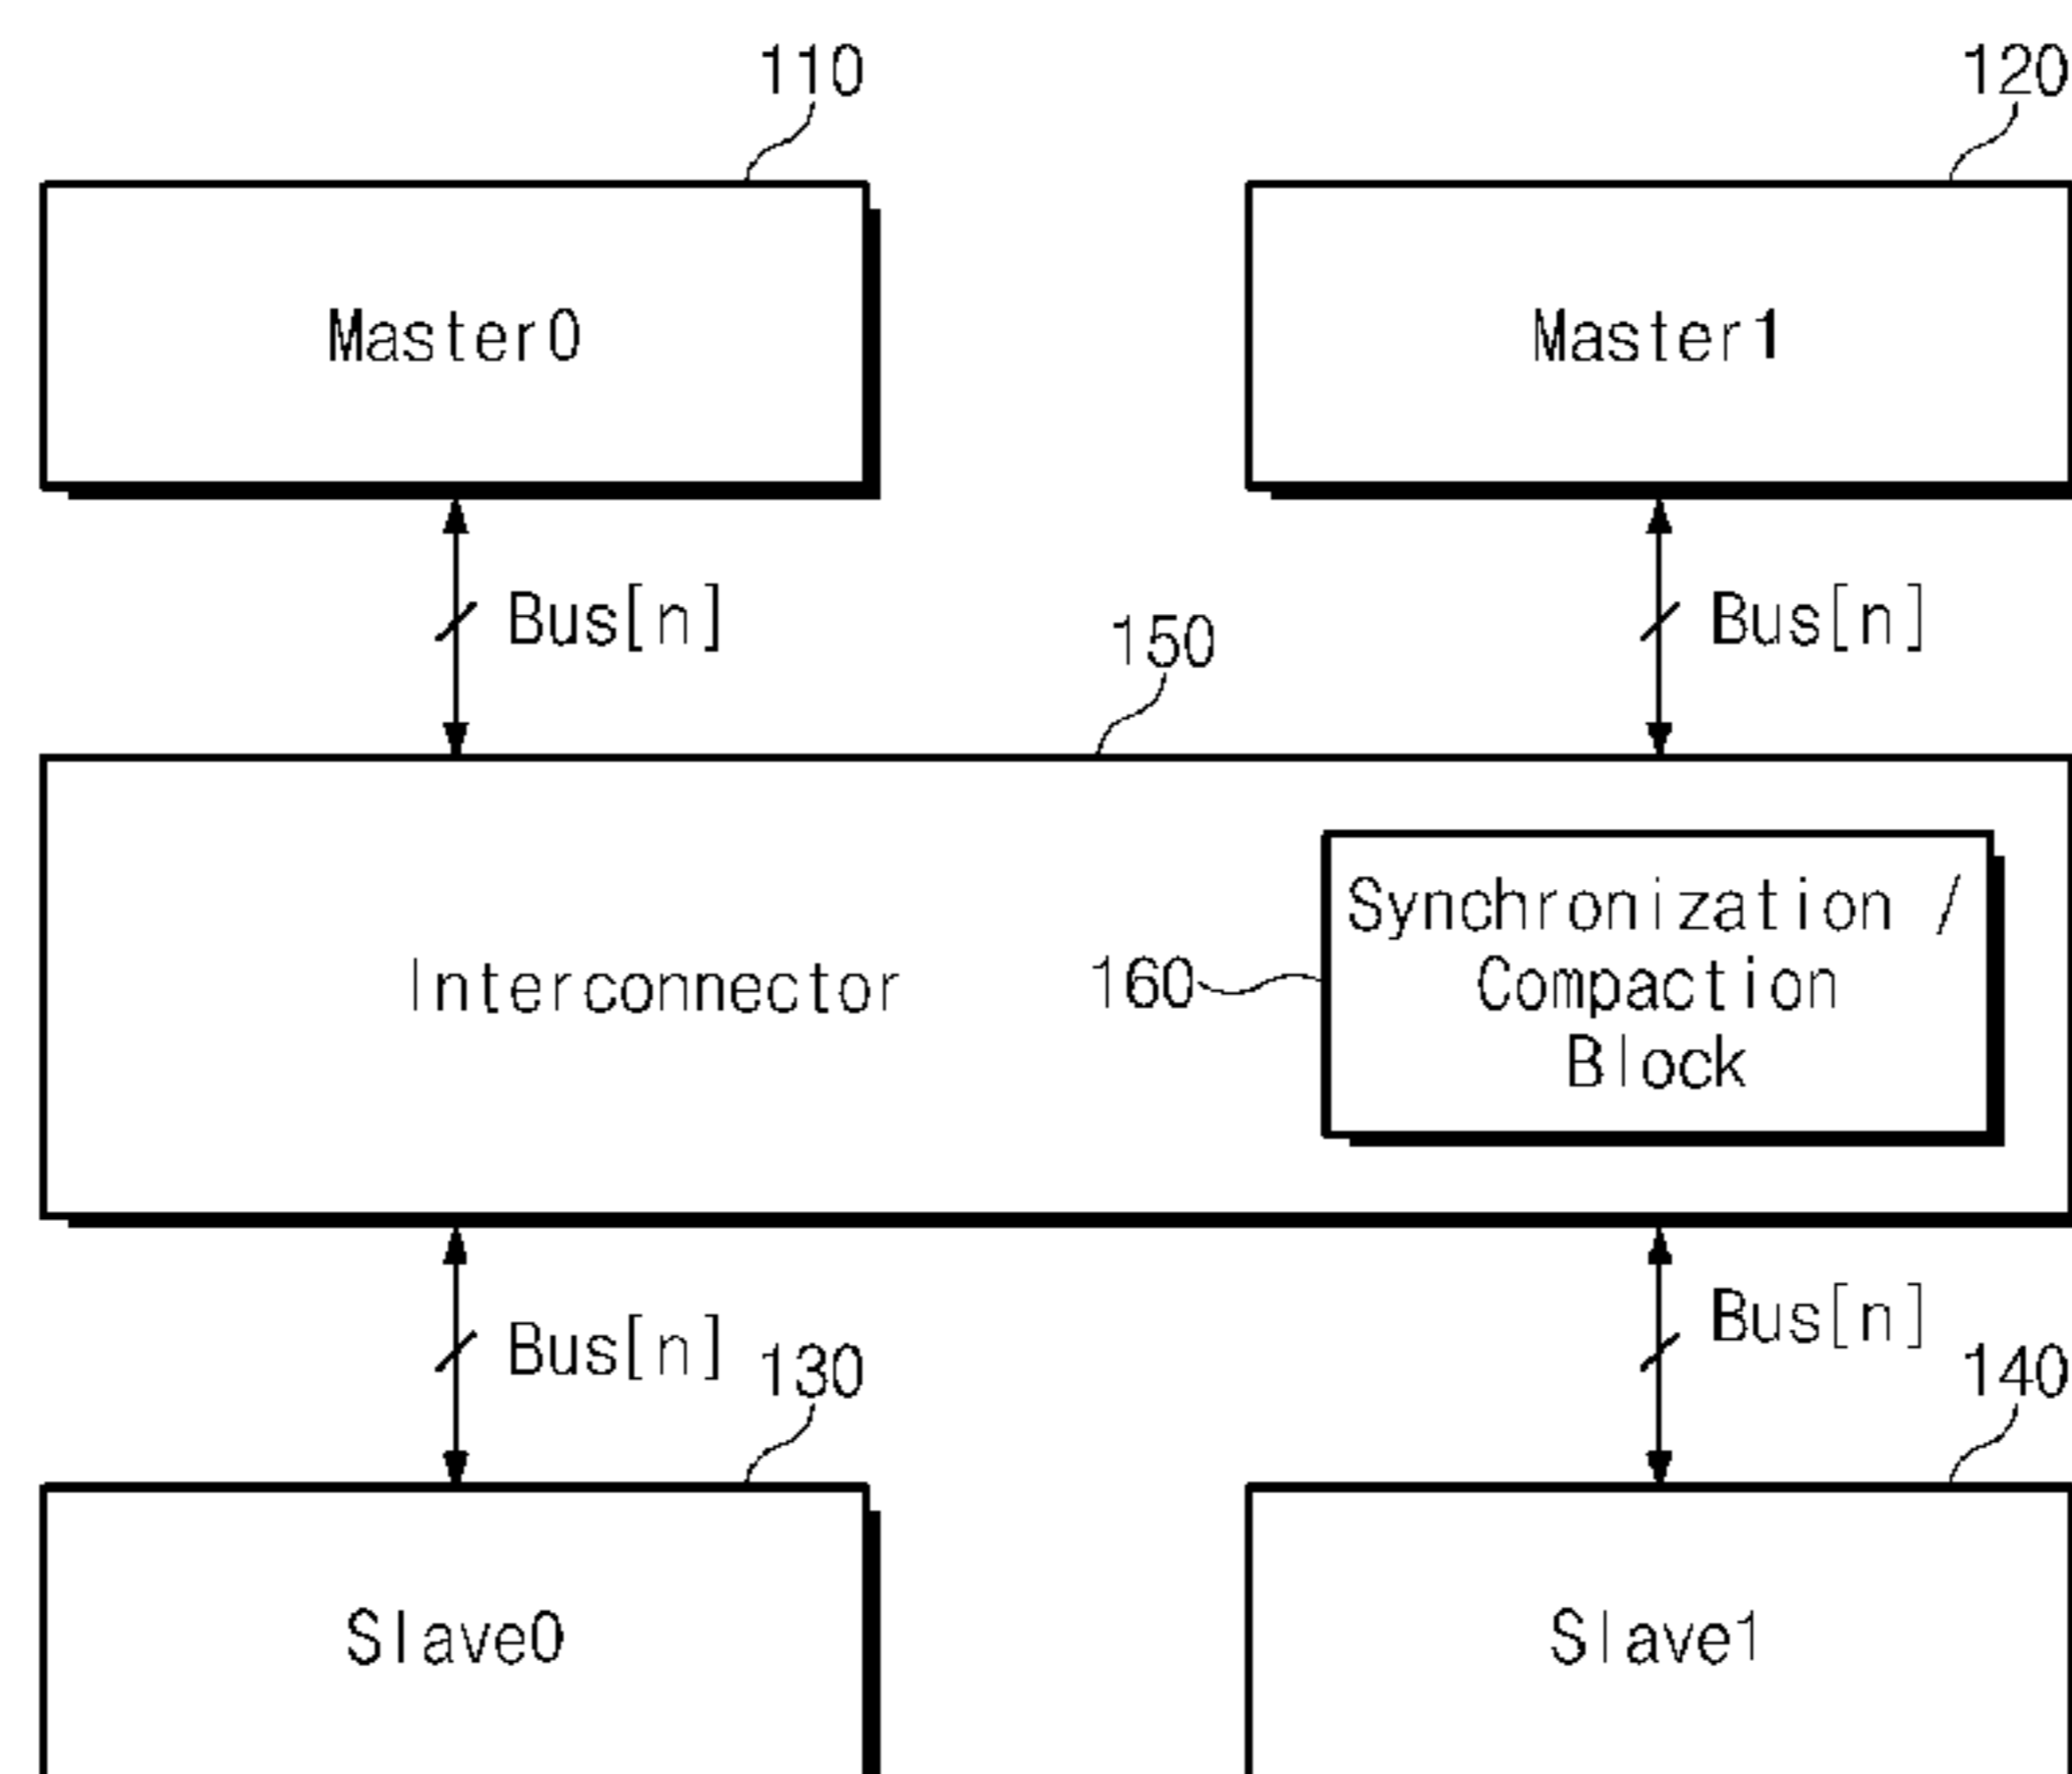 110
120
Master0
Master1
Bus[n]
Bus[n]
150
Interconnector
160
Synchronization /
Compaction
Block
Bus[n]
Bus[n]
130
140
Slave0
Slave1